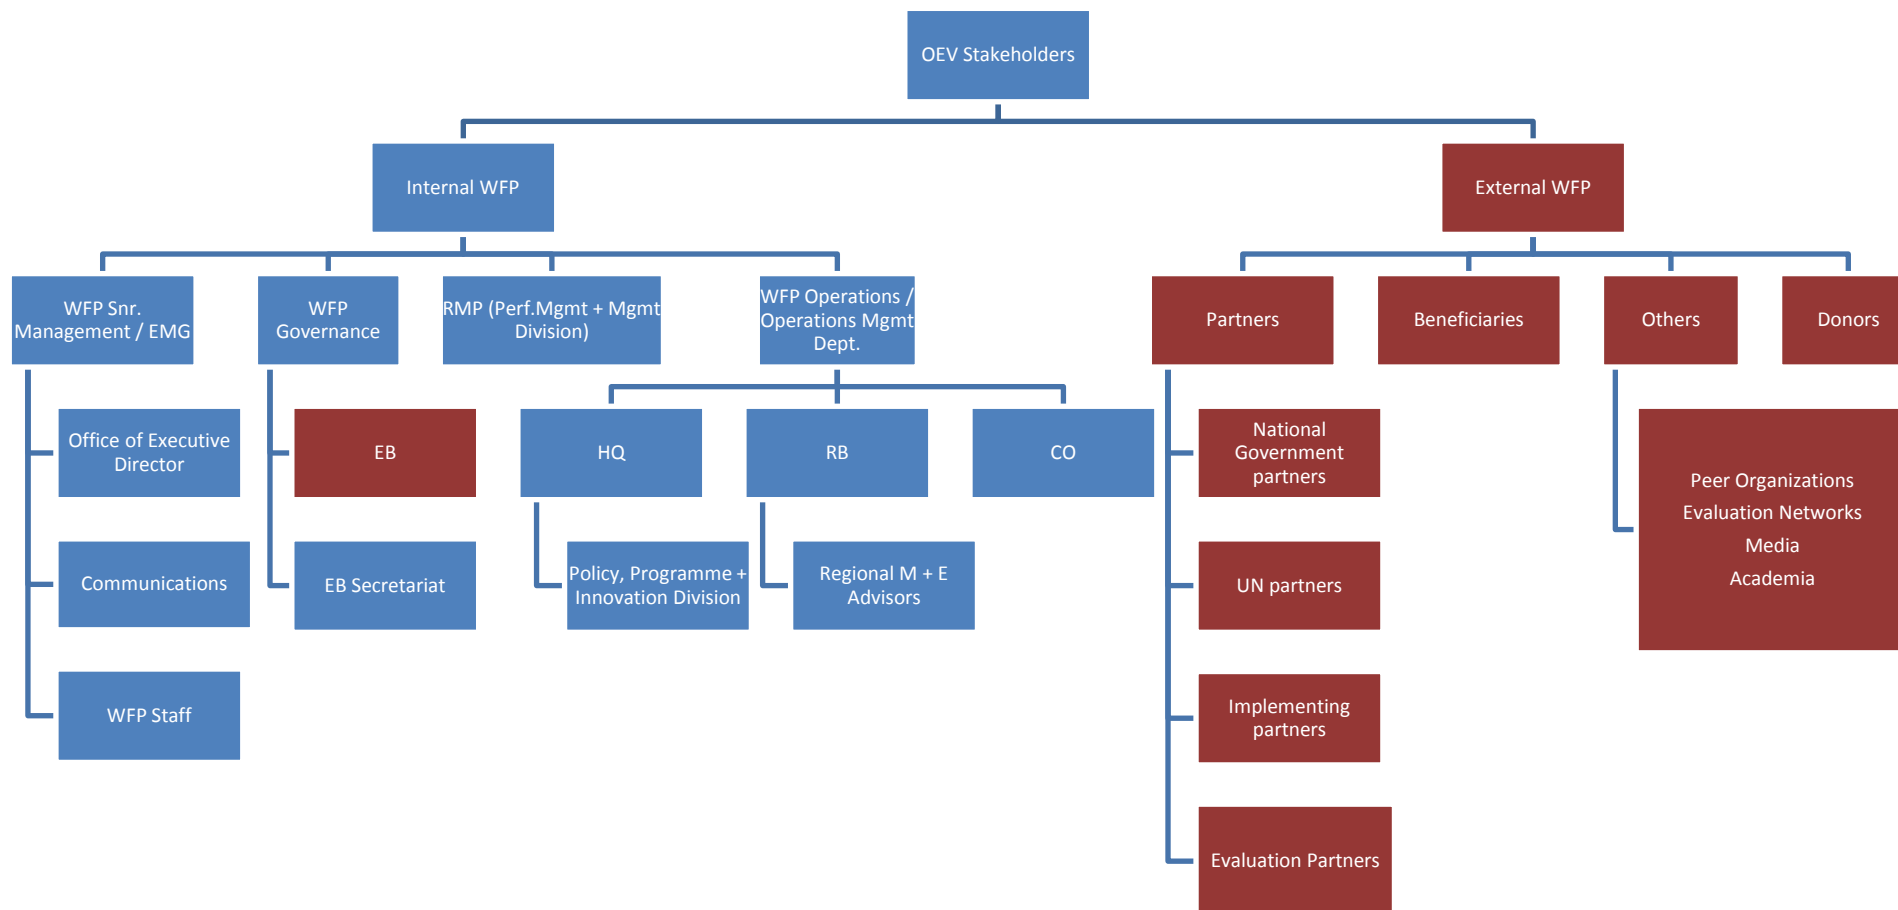 OEV Stakeholders
Internal WFP
External WFP
WFP Snr.
Management / EMG
WFP
Governance
RMP (Perf.Mgmt + Mgmt
Division)
WFP Operations /
Operations Mgmt
Dept.
Partners
Beneficiaries
Others
Donors
Office of Executive
Director
EB
HQ
RB
CO
National
Government
partners
Peer Organizations
Evaluation Networks
Media
Academia
Communications
EB Secretariat
Policy, Programme +
Innovation Division
Regional M + E
Advisors
UN partners
WFP Staff
Implementing
partners
Evaluation Partners